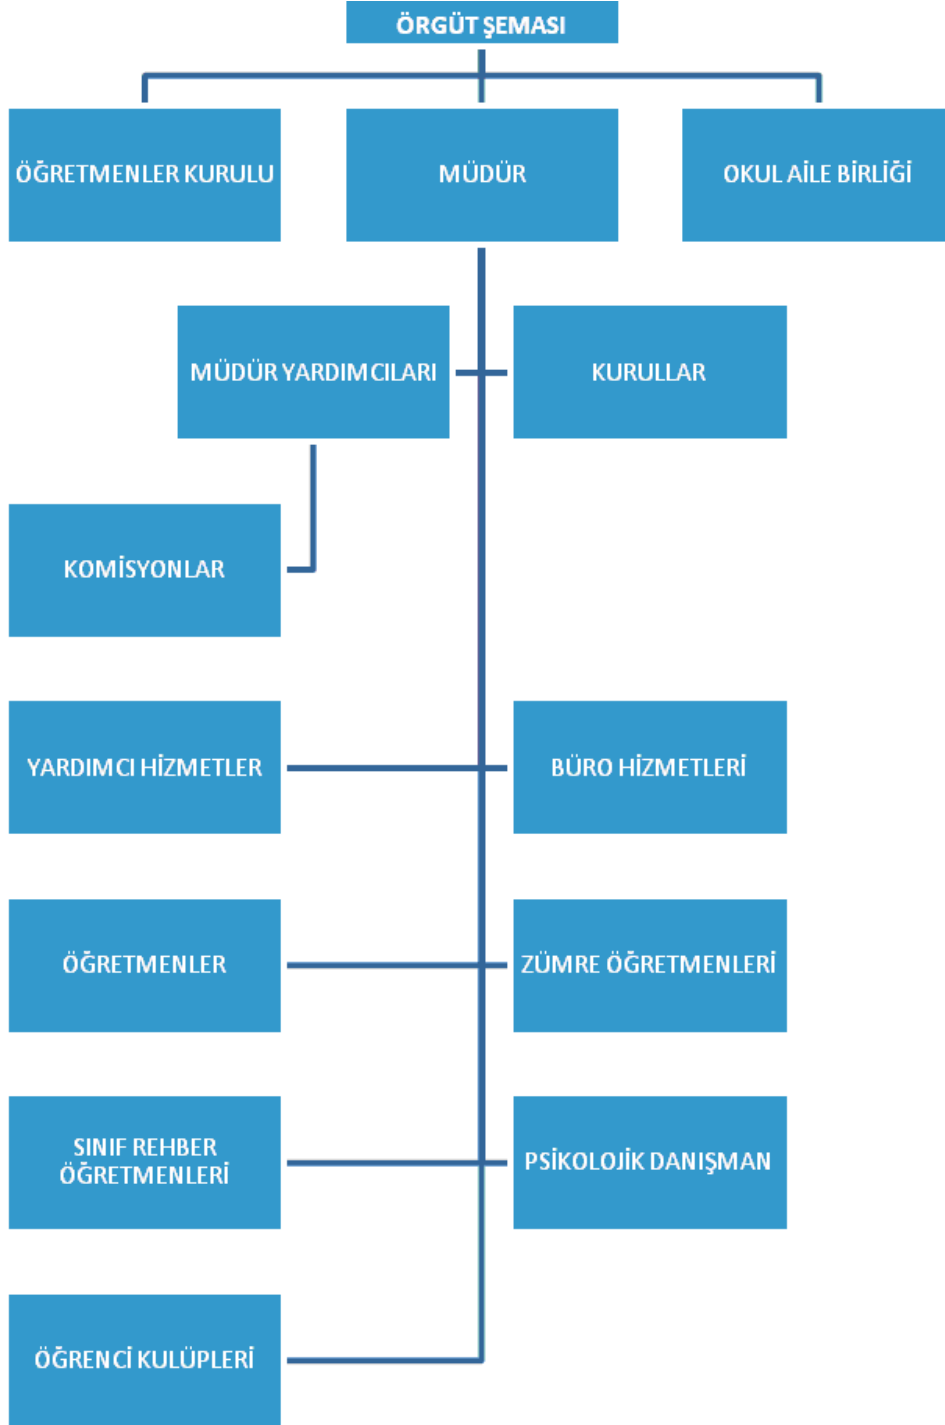 ÖRGÜT ŞEMASI
ÖĞRETMENLER KURULU
MÜDÜR
OKUL AİLE BİRLİĞİ
MÜDÜR YARDIMCILARI
KURULLAR
KOMİSYONLAR
YARDIMCI HİZMETLER
BÜRO HİZMETLERİ
ÖĞRETMENLER
ZÜMRE ÖĞRETMENLERİ
SINIF REHBER
ÖĞRETMENLERİ
PSİKOLOJİK DANIŞMAN
ÖĞRENCİ KULÜPLERİ